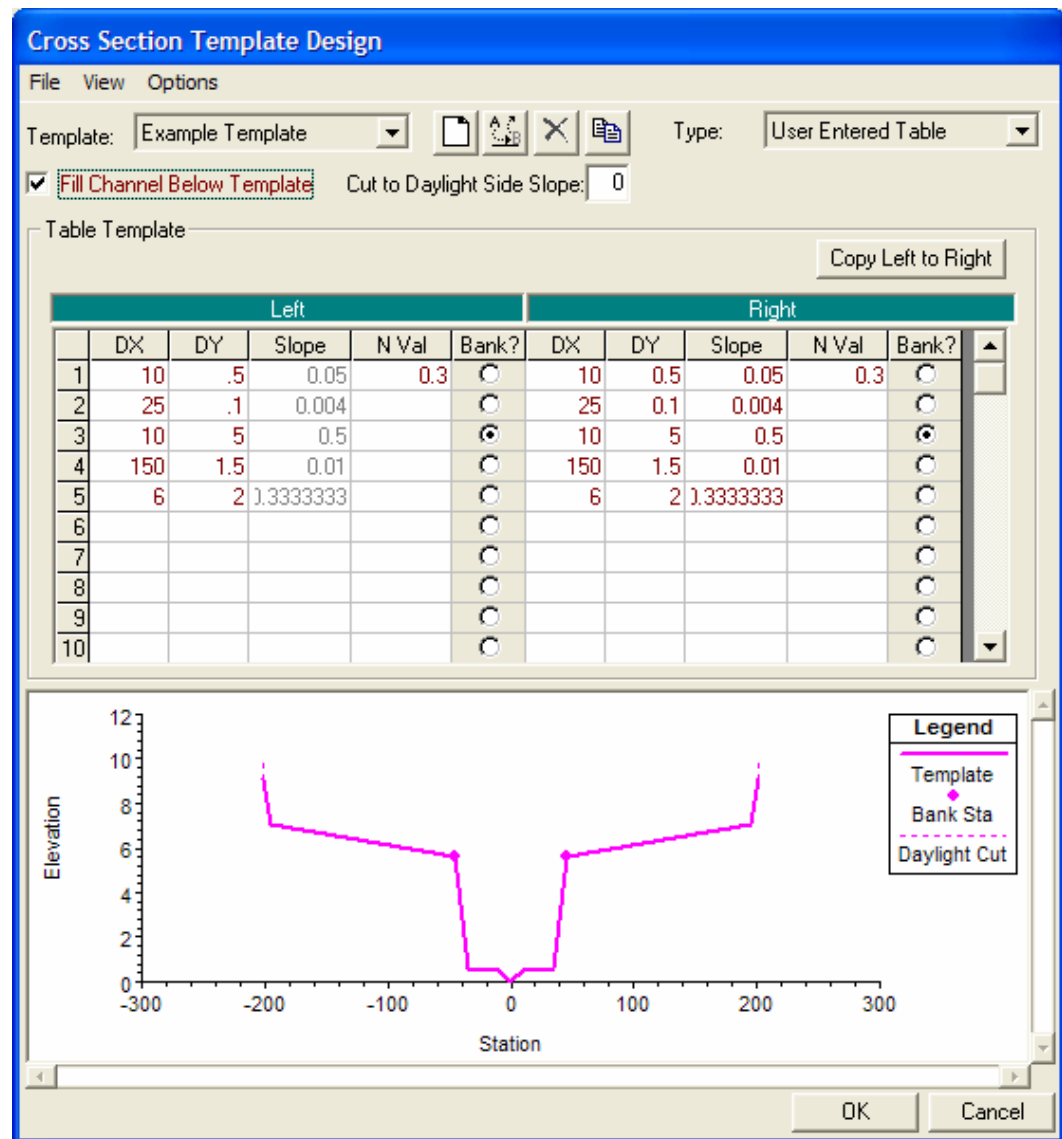 Cross Section Template Design
File View Options
Template: Example Template Type: User Entered Table
Fill Channel Below Template Cut to Daylight Side Slope: 0
Table Template
Copy Left to Right
Left Right
DX DY Slope N Val Bank? DX DY Slope N Val Bank?
1 10 .5 0.05 0.3 10 0.5 0.05 0.3
2 25 .1 0.004 25 0.1 0.004
3 10 5 0.5 10 5 0.5
4 150 1.5 0.01 150 1.5 0.01
5 6 2 0.3333333 6 2 0.3333333
6
7
8
9
10
12
10
8
6
4
2
0
Elevation
-300 -200 -100 0 100 200 300
Station
Legend
Template
Bank Sta
Daylight Cut
OK Cancel